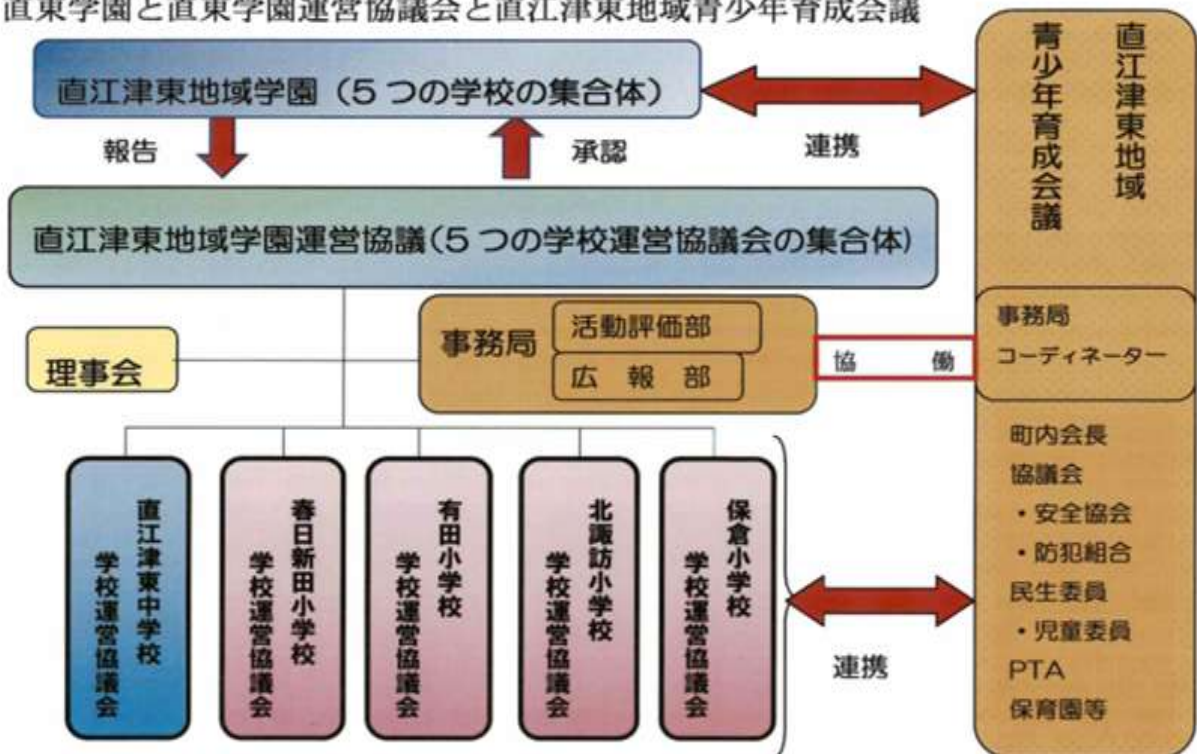 直東学園と直東学園運営協議会と直江津東地域青少年育成会議
直江津東地域学園（5つの学校の集合体）
報告
承認
連携
直江津東地域学園運営協議(5つの学校運営協議会の集合体)
理事会
事務局
活動評価部
広報部
協働
直江津東中学校
学校運営協議会
春日新田小学校
学校運営協議会
有田小学校
学校運営協議会
北諏訪小学校
学校運営協議会
保倉小学校
学校運営協議会
連携
直江津東地域
青少年育成会議
事務局
コーディネーター
町内会長
協議会
・安全協会
・防犯組合
民生委員
・児童委員
PTA
保育園等